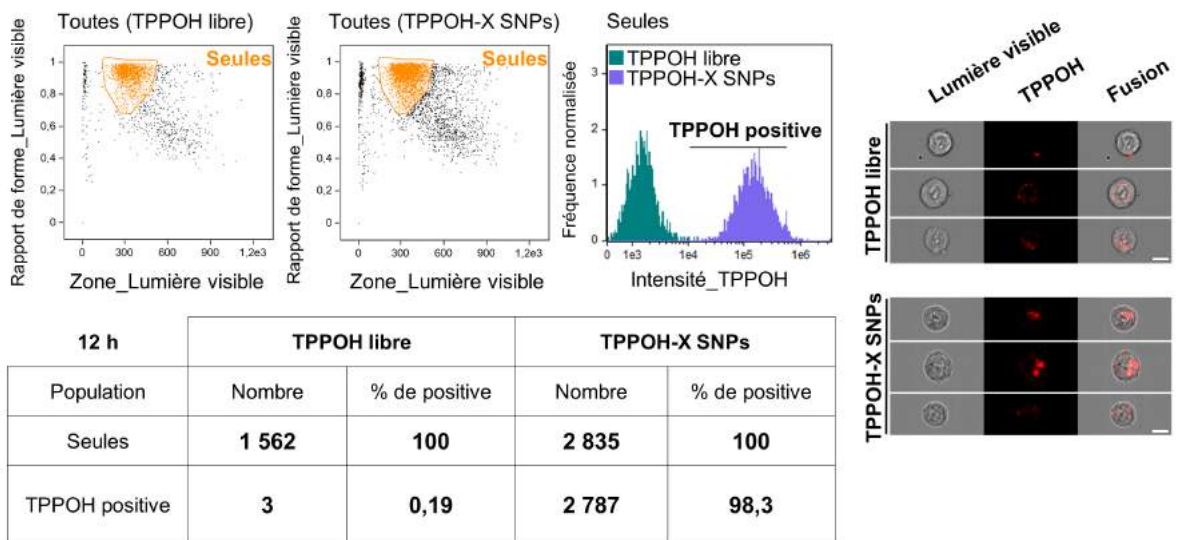 Toutes (TPPOH libre)
Seules
Rapport de forme_Lumière visible
1
0,8
0,6
0,4
0,2
0
0 300 600 900 1,2e3
Zone_Lumière visible
Toutes (TPPOH-X SNPs)
Seules
Rapport de forme_Lumière visible
1
0,8
0,6
0,4
0,2
0
0 300 600 900 1,2e3
Zone_Lumière visible
Seules
TPPOH libre
TPPOH-X SNPs
TPPOH positive
Fréquence normalisée
3
2
1
0
0 1e3 1e4 1e5 1e6
Intensité_TPPOH
Lumière visible
TPPOH
Fusion
TPPOH libre
TPPOH-X SNPs
12 h TPPOH libre TPPOH-X SNPs
Population Nombre % de positive Nombre % de positive
Seules 1 562 100 2 835 100
TPPOH positive 3 0,19 2 787 98,3